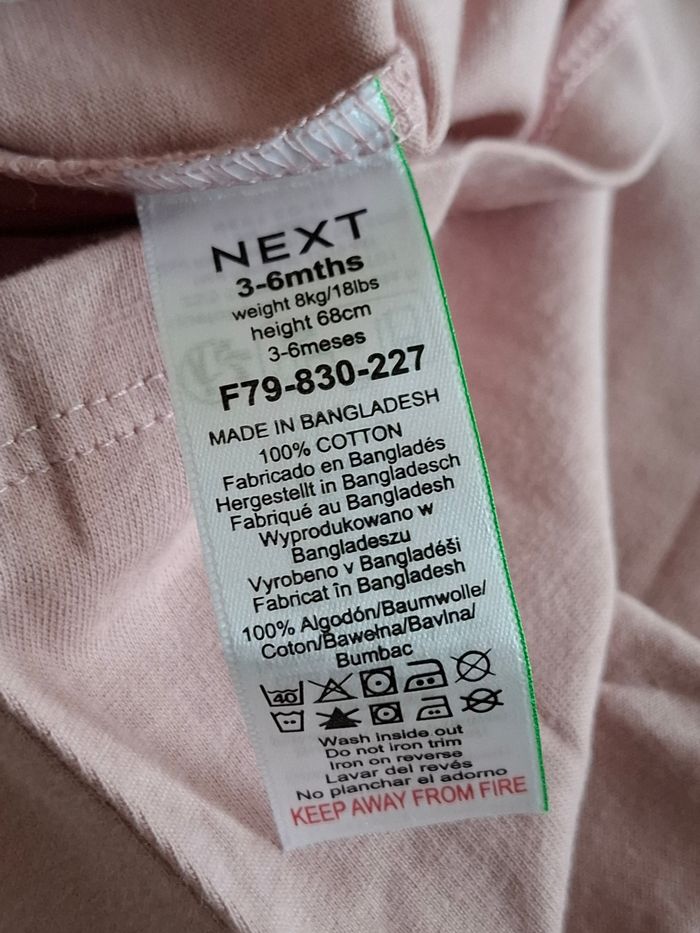 NEXT
3-6mths
weight 8kg/18lbs
height 68cm
3-6meses
F79-830-227
MADE IN BANGLADESH
100% COTTON
Fabricado en Bangladés
Hergestellt in Bangladesch
Fabriqué au Bangladesh
Wyprodukowano w
Bangladeszu
Vyrobeno v Bangladéši
Fabricat în Bangladesh
100% Algodón/Baumwolle/
Coton/Bawełna/Bavlna/
Bumbac
40
Wash inside out
Do not iron trim
Iron on reverse
Lavar del revés
No planchar el adorno
KEEP AWAY FROM FIRE